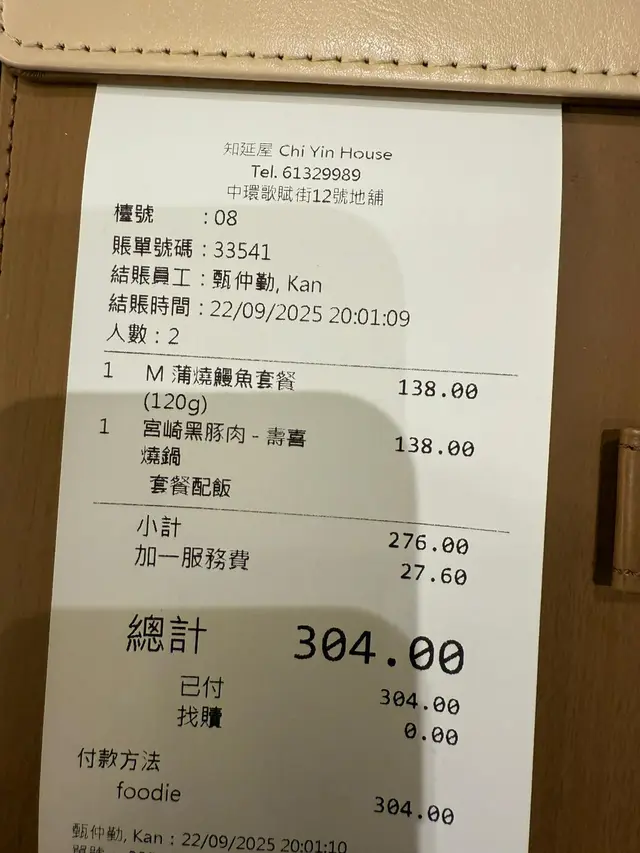 知延屋 Chi Yin House
Tel. 61329989
中環歌賦街12號地舖
檯號 : 08
賬單號碼 : 33541
結賬員工 : 甄仲勤, Kan
結賬時間 : 22/09/2025 20:01:09
人數 : 2
1 M 蒲燒鰻魚套餐 138.00
(120g)
1 宮崎黑豚肉 - 壽喜 138.00
燒鍋
套餐配飯
小計 276.00
加一服務費 27.60
總計 304.00
已付 304.00
找贖 0.00
付款方法
foodie 304.00
甄仲勤, Kan : 22/09/2025 20:01:10